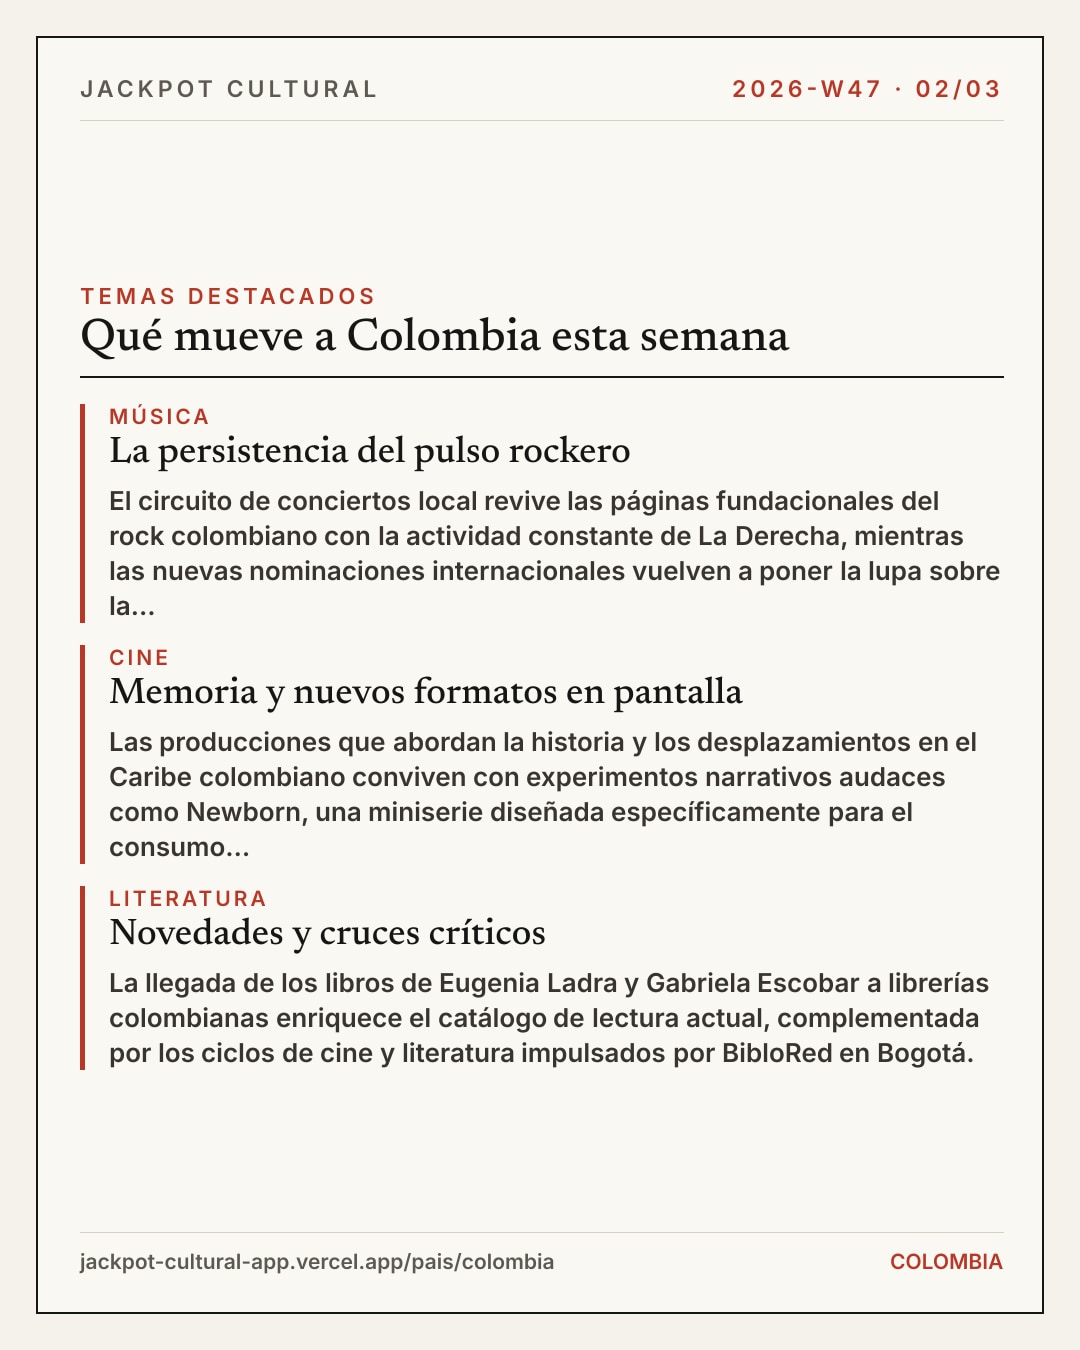 JACKPOT CULTURAL
2026-W47 · 02/03
TEMAS DESTACADOS
Qué mueve a Colombia esta semana
MÚSICA
La persistencia del pulso rockero
El circuito de conciertos local revive las páginas fundacionales del
rock colombiano con la actividad constante de La Derecha, mientras
las nuevas nominaciones internacionales vuelven a poner la lupa sobre
la...
CINE
Memoria y nuevos formatos en pantalla
Las producciones que abordan la historia y los desplazamientos en el
Caribe colombiano conviven con experimentos narrativos audaces
como Newborn, una miniserie diseñada específicamente para el
consumo...
LITERATURA
Novedades y cruces críticos
La llegada de los libros de Eugenia Ladra y Gabriela Escobar a librerías
colombianas enriquece el catálogo de lectura actual, complementada
por los ciclos de cine y literatura impulsados por BibloRed en Bogotá.
jackpot-cultural-app.vercel.app/pais/colombia
COLOMBIA